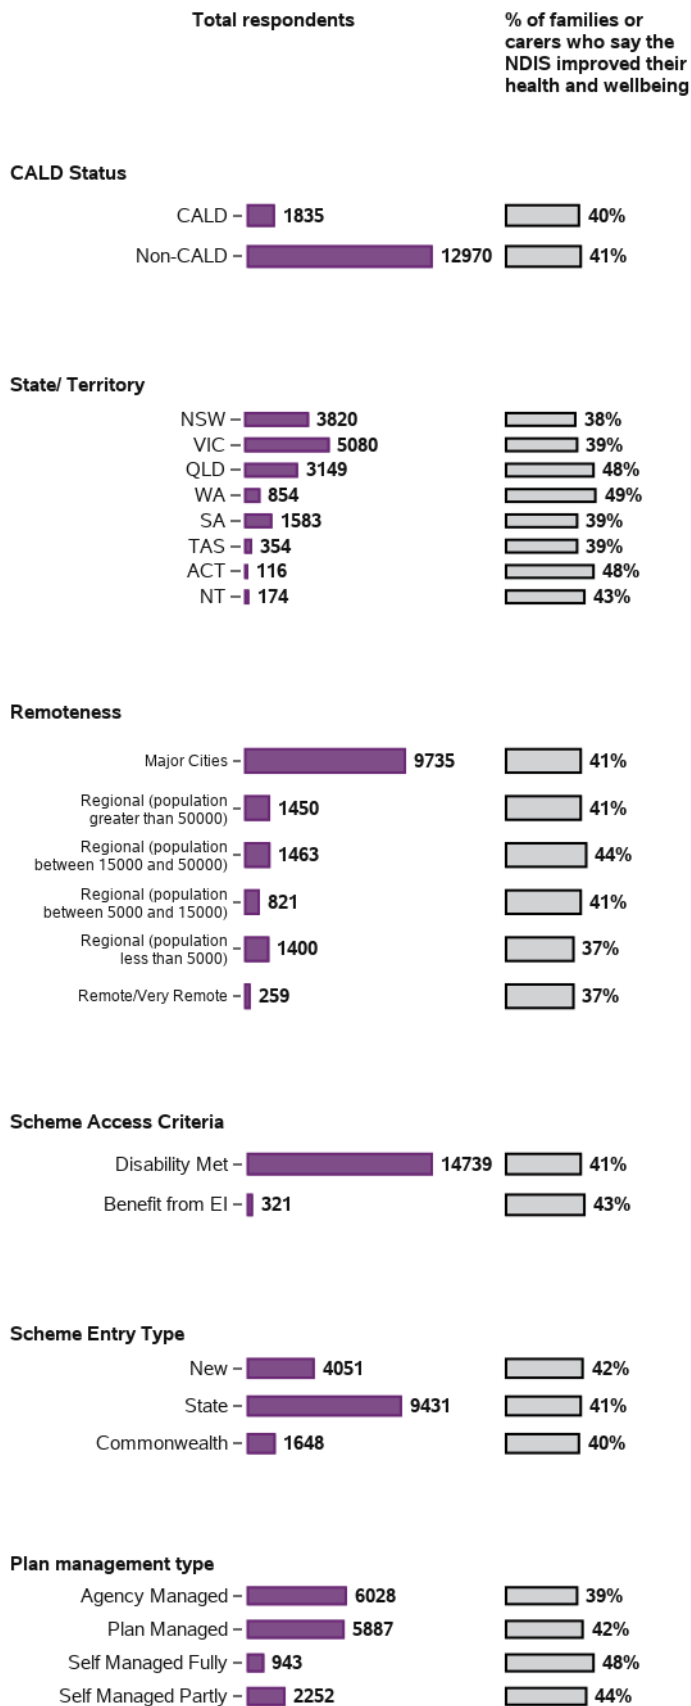 Total respondents
% of families or
carers who say the
NDIS improved their
health and wellbeing
CALD Status
CALD 1835 40%
Non-CALD 12970 41%
State/ Territory
NSW 3820 38%
VIC 5080 39%
QLD 3149 48%
WA 854 49%
SA 1583 39%
TAS 354 39%
ACT 116 48%
NT 174 43%
Remoteness
Major Cities 9735 41%
Regional (population
greater than 50000) 1450 41%
Regional (population
between 15000 and 50000) 1463 44%
Regional (population
between 5000 and 15000) 821 41%
Regional (population
less than 5000) 1400 37%
Remote/Very Remote 259 37%
Scheme Access Criteria
Disability Met 14739 41%
Benefit from EI 321 43%
Scheme Entry Type
New 4051 42%
State 9431 41%
Commonwealth 1648 40%
Plan management type
Agency Managed 6028 39%
Plan Managed 5887 42%
Self Managed Fully 943 48%
Self Managed Partly 2252 44%